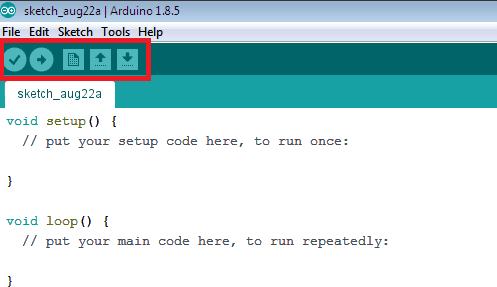 sketch_aug22a | Arduino 1.8.5
File Edit Sketch Tools Help
sketch_aug22a
void setup() {
  // put your setup code here, to run once:
}
void loop() {
  // put your main code here, to run repeatedly:
}